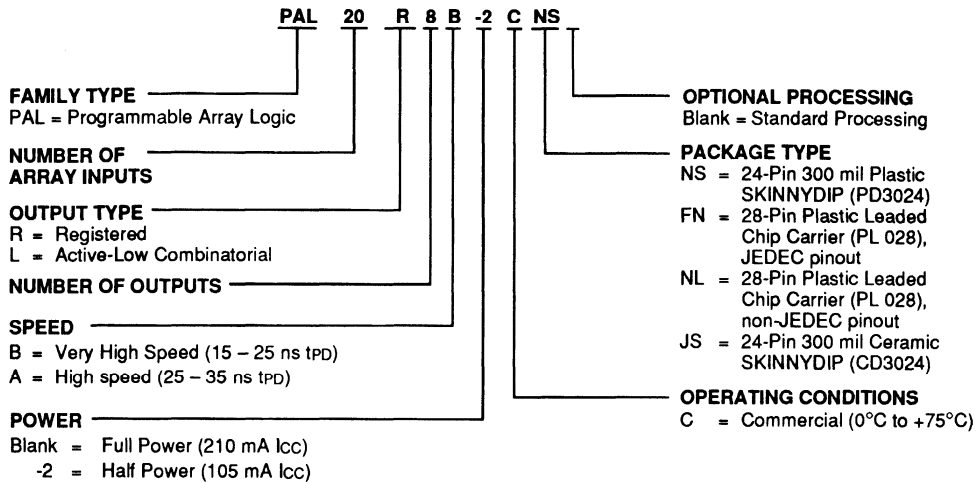 PAL 20 R 8 B -2 C NS
FAMILY TYPE
PAL = Programmable Array Logic
NUMBER OF
ARRAY INPUTS
OUTPUT TYPE
R = Registered
L = Active-Low Combinatorial
NUMBER OF OUTPUTS
SPEED
B = Very High Speed (15 – 25 ns tPD)
A = High speed (25 – 35 ns tPD)
POWER
Blank = Full Power (210 mA ICC)
-2 = Half Power (105 mA ICC)
OPTIONAL PROCESSING
Blank = Standard Processing
PACKAGE TYPE
NS = 24-Pin 300 mil Plastic
SKINNYDIP (PD3024)
FN = 28-Pin Plastic Leaded
Chip Carrier (PL 028),
JEDEC pinout
NL = 28-Pin Plastic Leaded
Chip Carrier (PL 028),
non-JEDEC pinout
JS = 24-Pin 300 mil Ceramic
SKINNYDIP (CD3024)
OPERATING CONDITIONS
C = Commercial (0°C to +75°C)